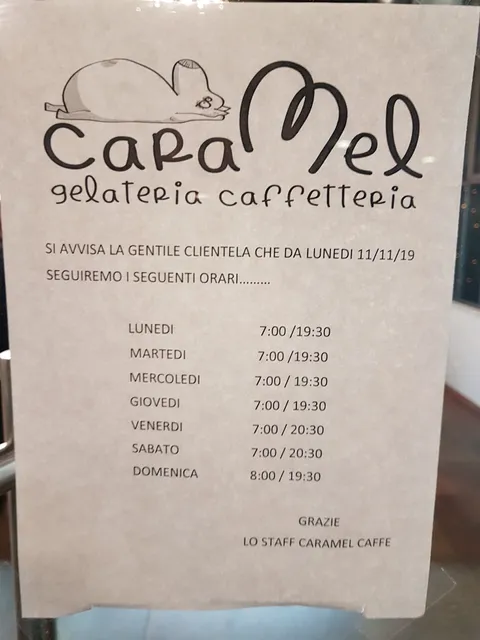 CaRaMel
gelateRia caffetteRia
SI AVVISA LA GENTILE CLIENTELA CHE DA LUNEDI 11/11/19
SEGUIREMO I SEGUENTI ORARI.........
LUNEDI 7:00 /19:30
MARTEDI 7:00 /19:30
MERCOLEDI 7:00 / 19:30
GIOVEDI 7:00 / 19:30
VENERDI 7:00 / 20:30
SABATO 7:00 / 20:30
DOMENICA 8:00 / 19:30
GRAZIE
LO STAFF CARAMEL CAFFE